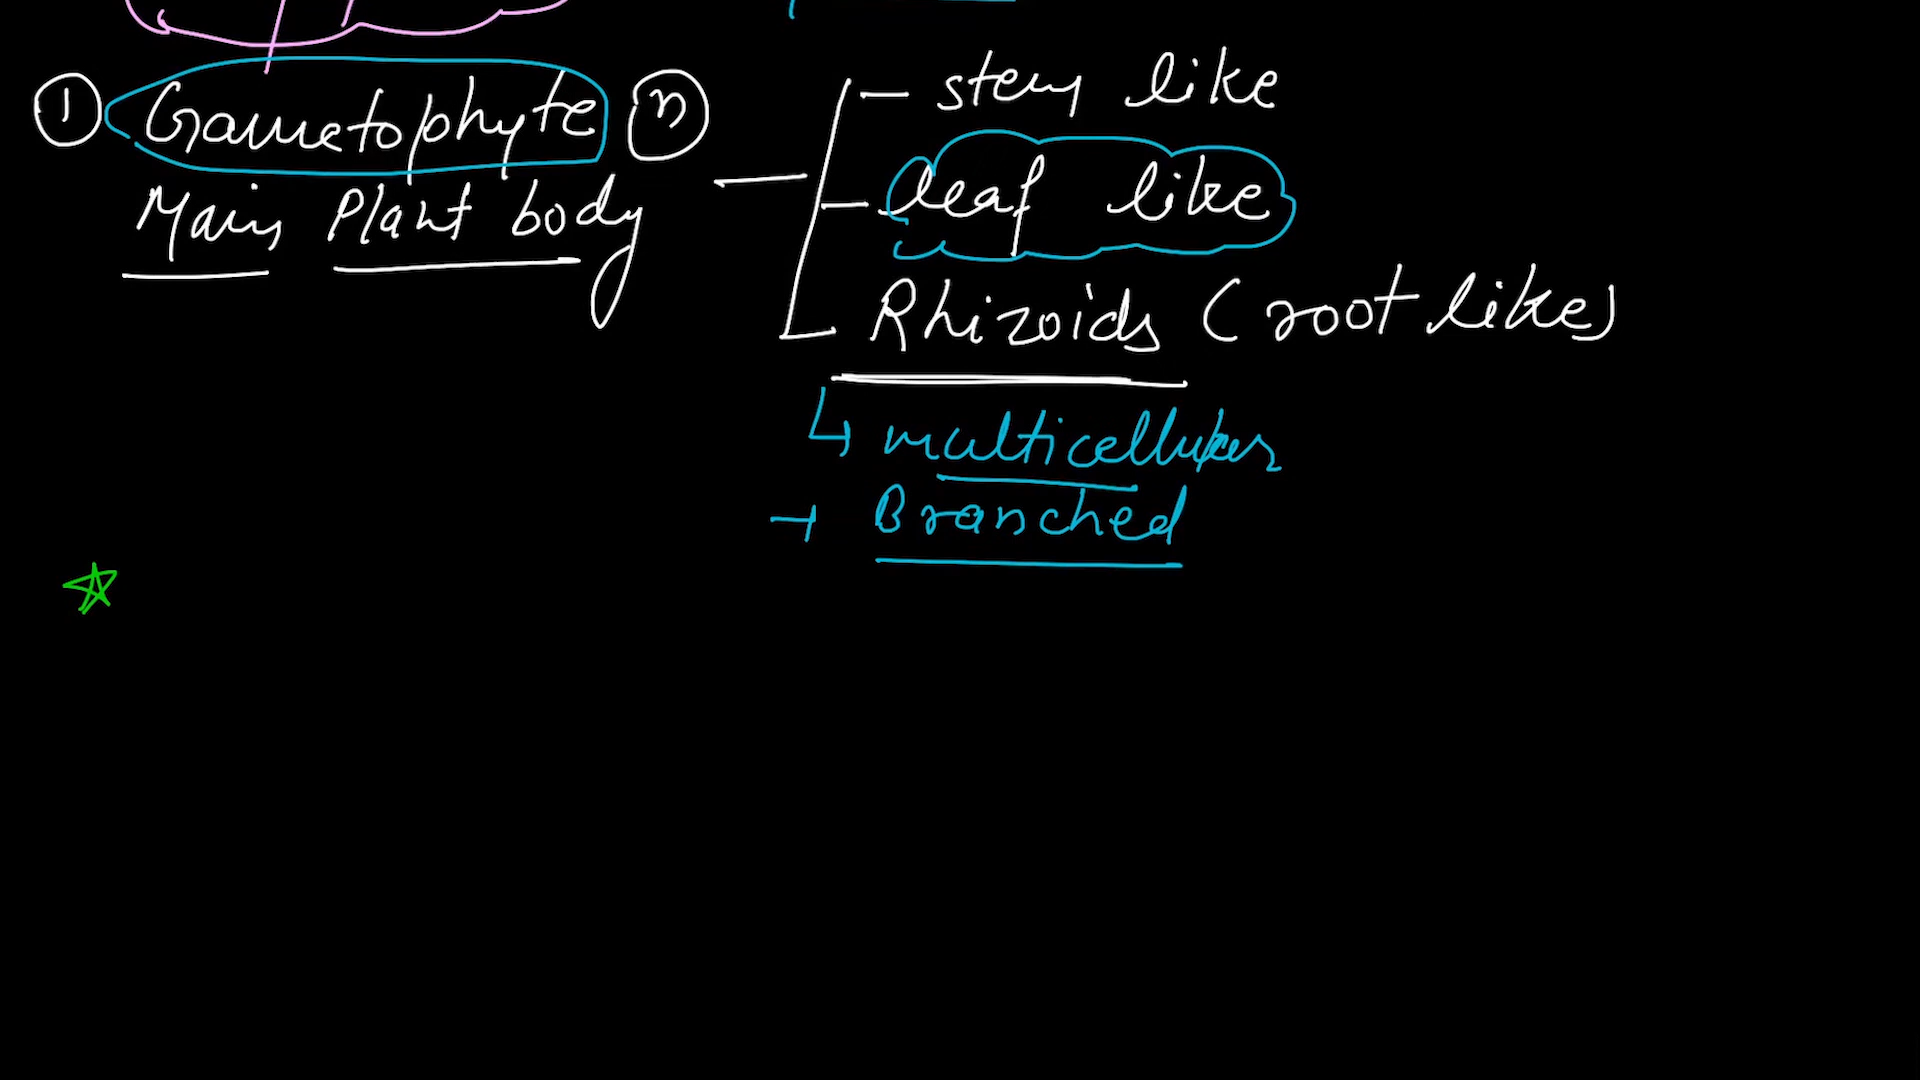 ① Gametophyte ⓝ
Main Plant body
- stem like
- leaf like
Rhizoids (root like)
↳ multicellular
→ Branched